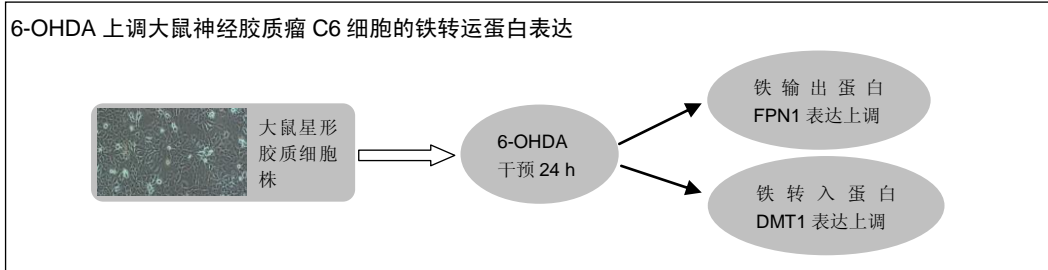 6-OHDA 上调大鼠神经胶质瘤 C6 细胞的铁转运蛋白表达
大鼠星形
胶质细胞
株
6-OHDA
干预 24 h
铁输出蛋白
FPN1 表达上调
铁转入蛋白
DMT1 表达上调